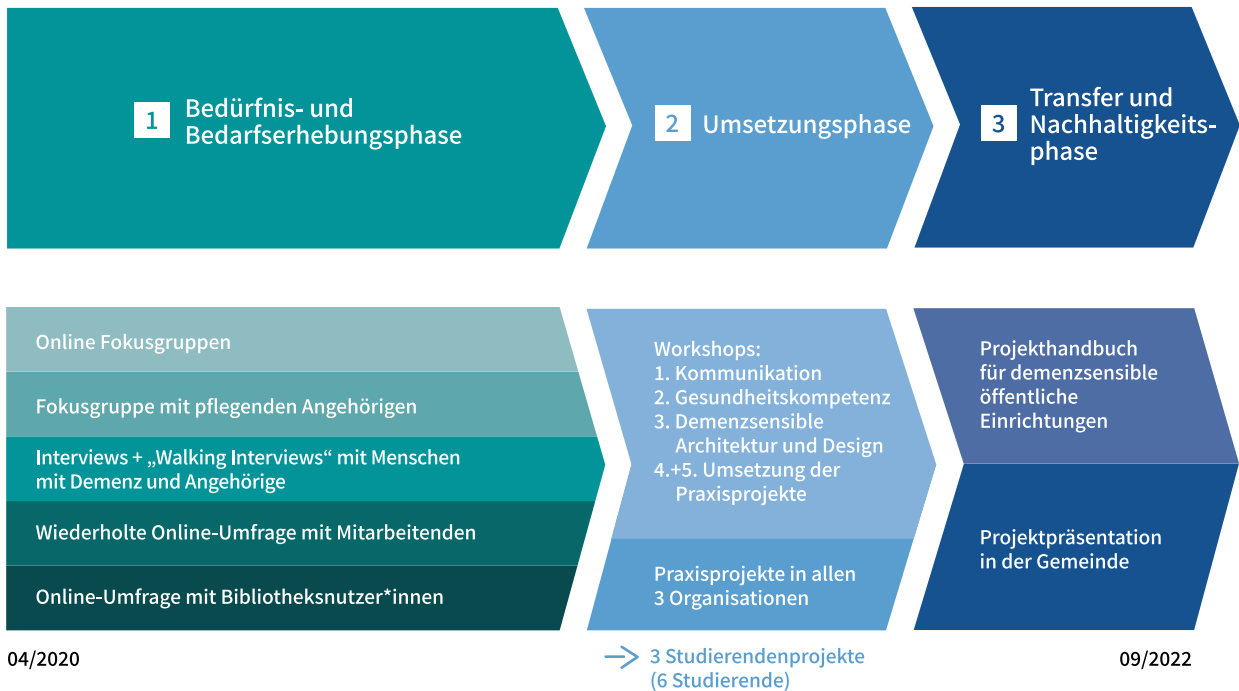 1 Bedürfnis- und
Bedarfserhebungsphase
2 Umsetzungsphase
3 Transfer und
Nachhaltigkeits-
phase
Online Fokusgruppen
Fokusgruppe mit pflegenden Angehörigen
Interviews + „Walking Interviews“ mit Menschen
mit Demenz und Angehörige
Wiederholte Online-Umfrage mit Mitarbeitenden
Online-Umfrage mit Bibliotheksnutzer*innen
Workshops:
1. Kommunikation
2. Gesundheitskompetenz
3. Demenzsensible
Architektur und Design
4.+5. Umsetzung der
Praxisprojekte
Praxisprojekte in allen
3 Organisationen
Projekthandbuch
für demenzsensible
öffentliche
Einrichtungen
Projektpräsentation
in der Gemeinde
04/2020
→ 3 Studierendenprojekte
(6 Studierende)
09/2022